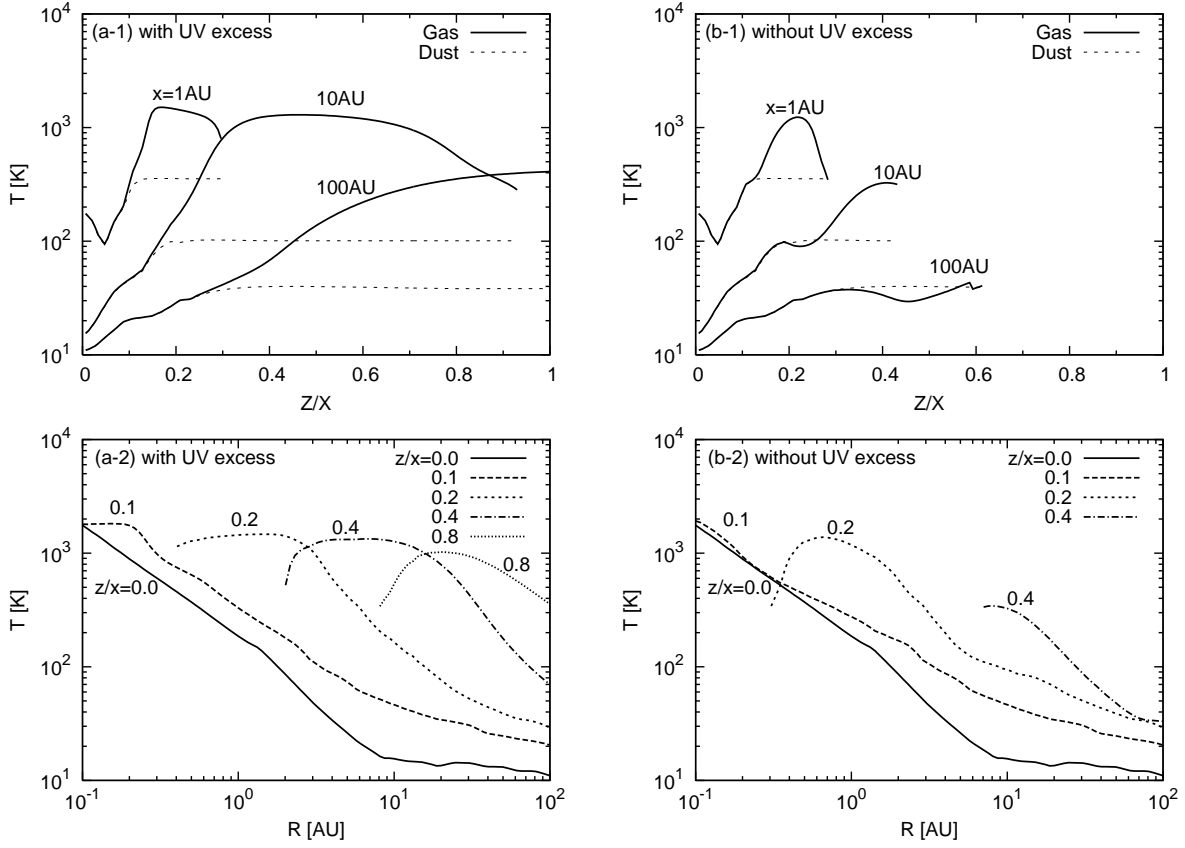 (a-1) with UV excess
Gas
Dust
x=1AU
10AU
100AU
T [K]
10^4
10^3
10^2
10^1
0 0.2 0.4 0.6 0.8 1
Z/X
(b-1) without UV excess
Gas
Dust
x=1AU
10AU
100AU
T [K]
10^4
10^3
10^2
10^1
0 0.2 0.4 0.6 0.8 1
Z/X
(a-2) with UV excess
z/x=0.0
0.1
0.2
0.4
0.8
0.1
0.2
0.4
0.8
z/x=0.0
T [K]
10^4
10^3
10^2
10^1
10^-1 10^0 10^1 10^2
R [AU]
(b-2) without UV excess
z/x=0.0
0.1
0.2
0.4
0.1
0.2
z/x=0.0
0.4
T [K]
10^4
10^3
10^2
10^1
10^-1 10^0 10^1 10^2
R [AU]